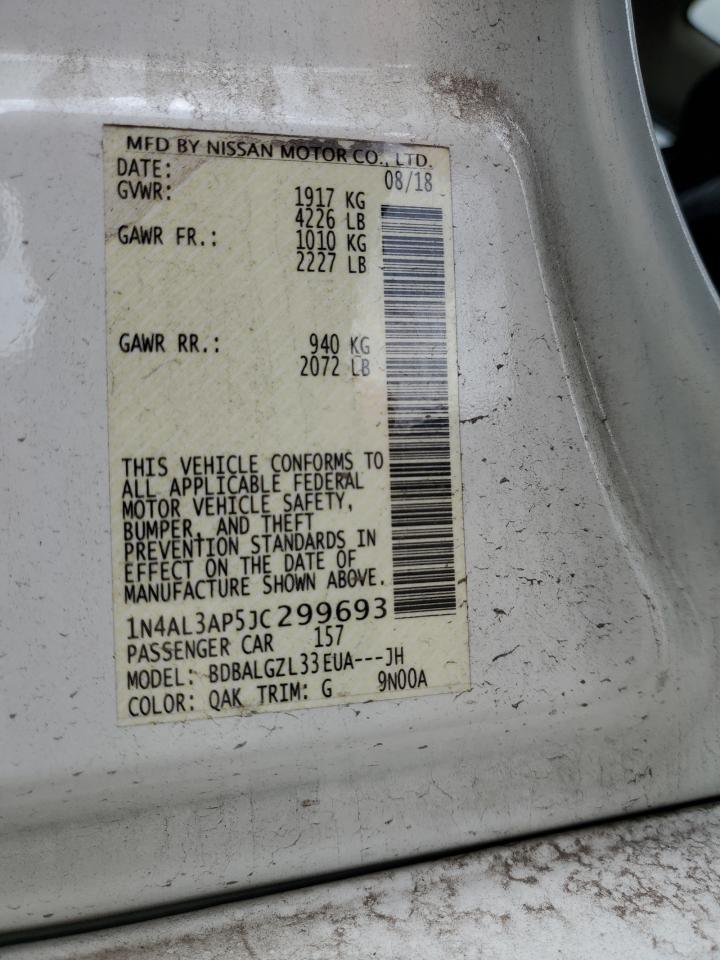 MFD BY NISSAN MOTOR CO., LTD.
DATE: 08/18
GVWR: 1917 KG
4226 LB
GAWR FR.: 1010 KG
2227 LB
GAWR RR.: 940 KG
2072 LB
THIS VEHICLE CONFORMS TO
ALL APPLICABLE FEDERAL
MOTOR VEHICLE SAFETY,
BUMPER, AND THEFT
PREVENTION STANDARDS IN
EFFECT ON THE DATE OF
MANUFACTURE SHOWN ABOVE.
1N4AL3AP5JC299693
PASSENGER CAR 157
MODEL: BDBALGZL33EUA---JH
COLOR: QAK TRIM: G 9N00A